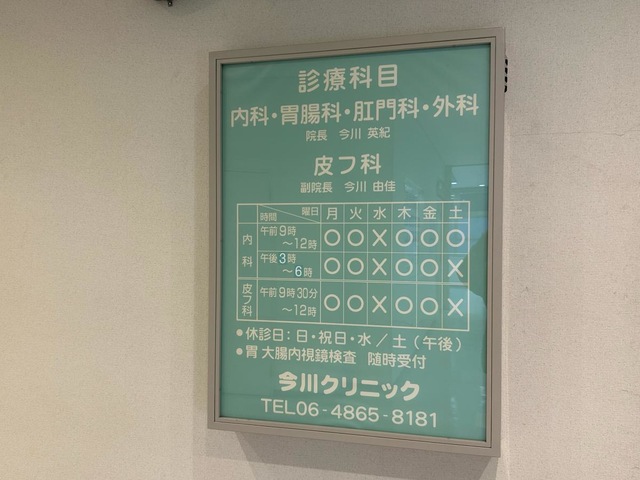 診療科目
内科・胃腸科・肛門科・外科
院長 今川 英紀
皮フ科
副院長 今川 由佳
時間 曜日 月 火 水 木 金 土
内科 午前9時～12時 ○ ○ X ○ ○ ○
午後3時～6時 ○ ○ X ○ ○ X
皮フ科 午前9時30分～12時 ○ ○ X ○ ○ X
●休診日：日・祝日・水／土（午後）
●胃 大腸内視鏡検査 随時受付
今川クリニック
TEL06-4865-8181